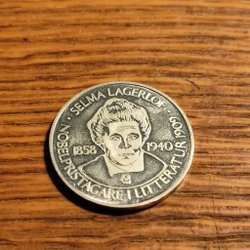 SELMA LAGERLÖF
1858 1940
NOBELPRISTAGARE I LITTERATUR 1909